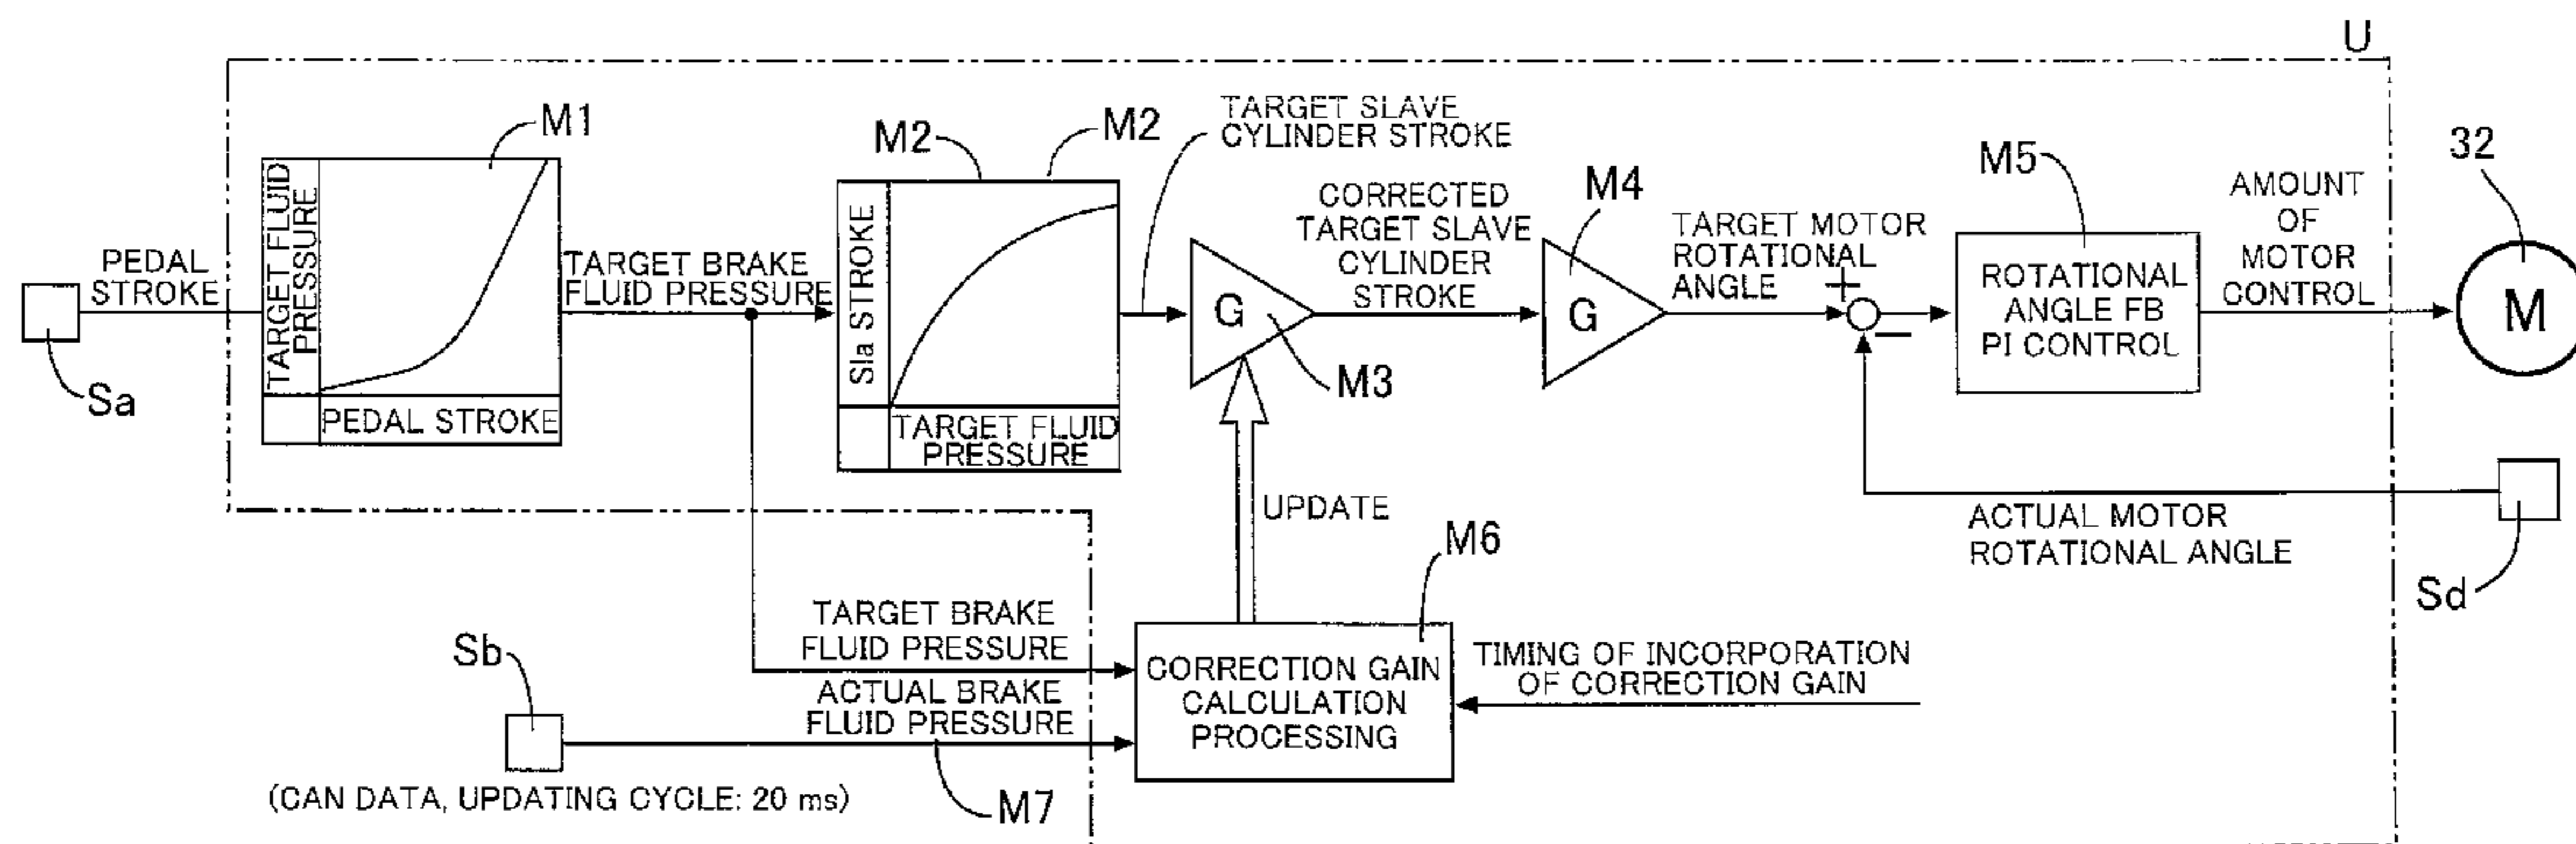 U
M1
M2
M2
TARGET SLAVE
CYLINDER STROKE
M5
32
TARGET FLUID
PRESSURE
PEDAL STROKE
PEDAL
STROKE
Sa
TARGET BRAKE
FLUID PRESSURE
Sla STROKE
TARGET FLUID
PRESSURE
G
M3
CORRECTED
TARGET SLAVE
CYLINDER
STROKE
M4
G
TARGET MOTOR
ROTATIONAL
ANGLE
+
−
ROTATIONAL
ANGLE FB
PI CONTROL
AMOUNT
OF
MOTOR
CONTROL
M
UPDATE
ACTUAL MOTOR
ROTATIONAL ANGLE
Sd
M6
TARGET BRAKE
FLUID PRESSURE
Sb
ACTUAL BRAKE
FLUID PRESSURE
CORRECTION GAIN
CALCULATION
PROCESSING
TIMING OF INCORPORATION
OF CORRECTION GAIN
(CAN DATA, UPDATING CYCLE: 20 ms)
M7